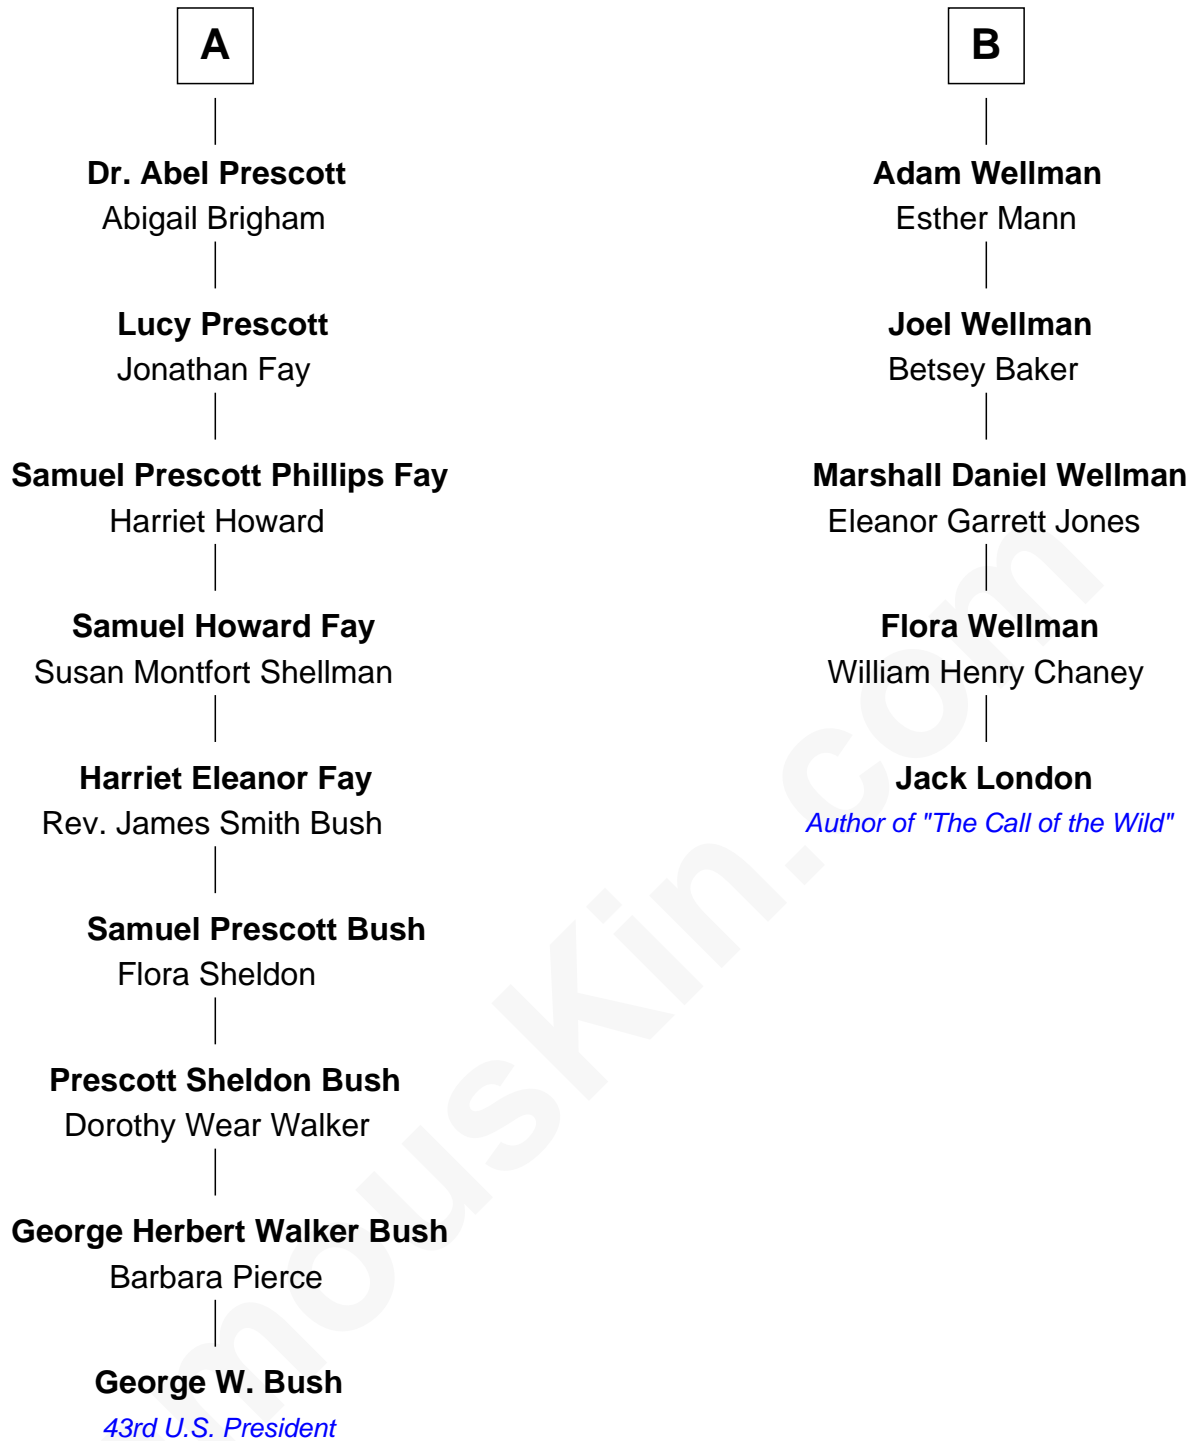 A
Dr. Abel Prescott
Abigail Brigham
Lucy Prescott
Jonathan Fay
Samuel Prescott Phillips Fay
Harriet Howard
Samuel Howard Fay
Susan Montfort Shellman
Harriet Eleanor Fay
Rev. James Smith Bush
Samuel Prescott Bush
Flora Sheldon
Prescott Sheldon Bush
Dorothy Wear Walker
George Herbert Walker Bush
Barbara Pierce
George W. Bush
43rd U.S. President
B
Adam Wellman
Esther Mann
Joel Wellman
Betsey Baker
Marshall Daniel Wellman
Eleanor Garrett Jones
Flora Wellman
William Henry Chaney
Jack London
Author of "The Call of the Wild"
mousKin.com